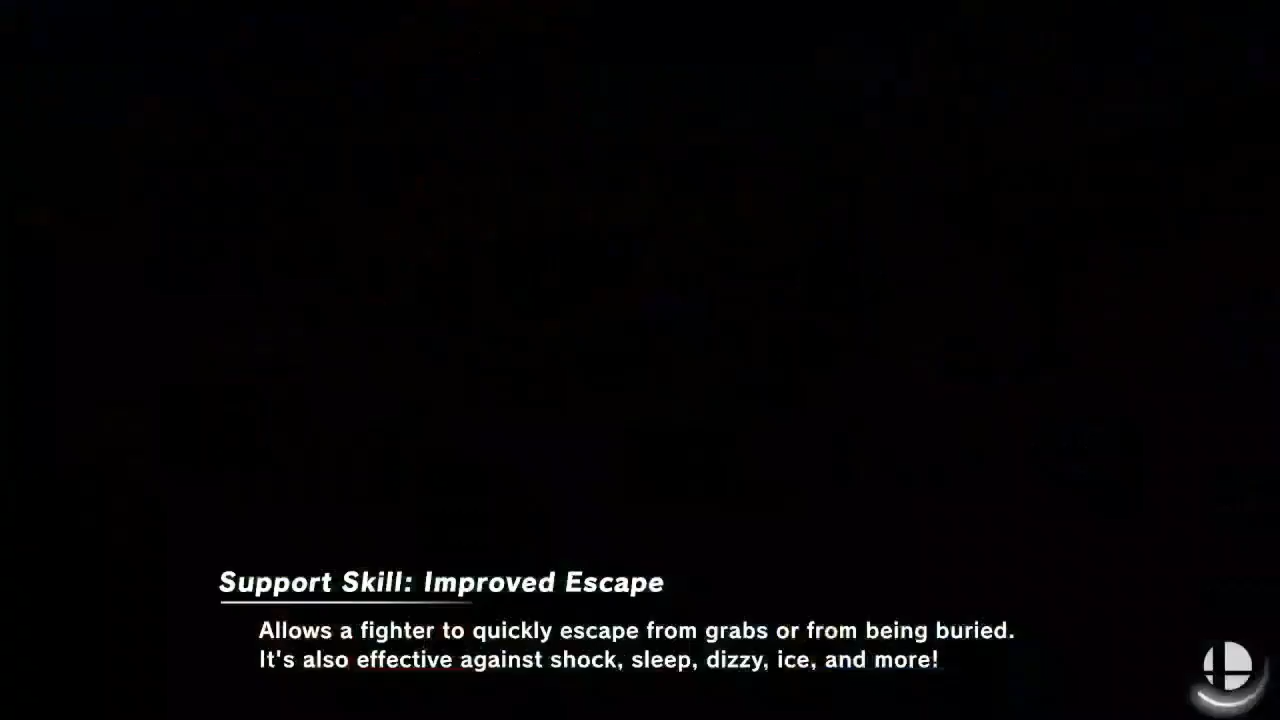 Support Skill: Improved Escape
Allows a fighter to quickly escape from grabs or from being buried.
It's also effective against shock, sleep, dizzy, ice, and more!